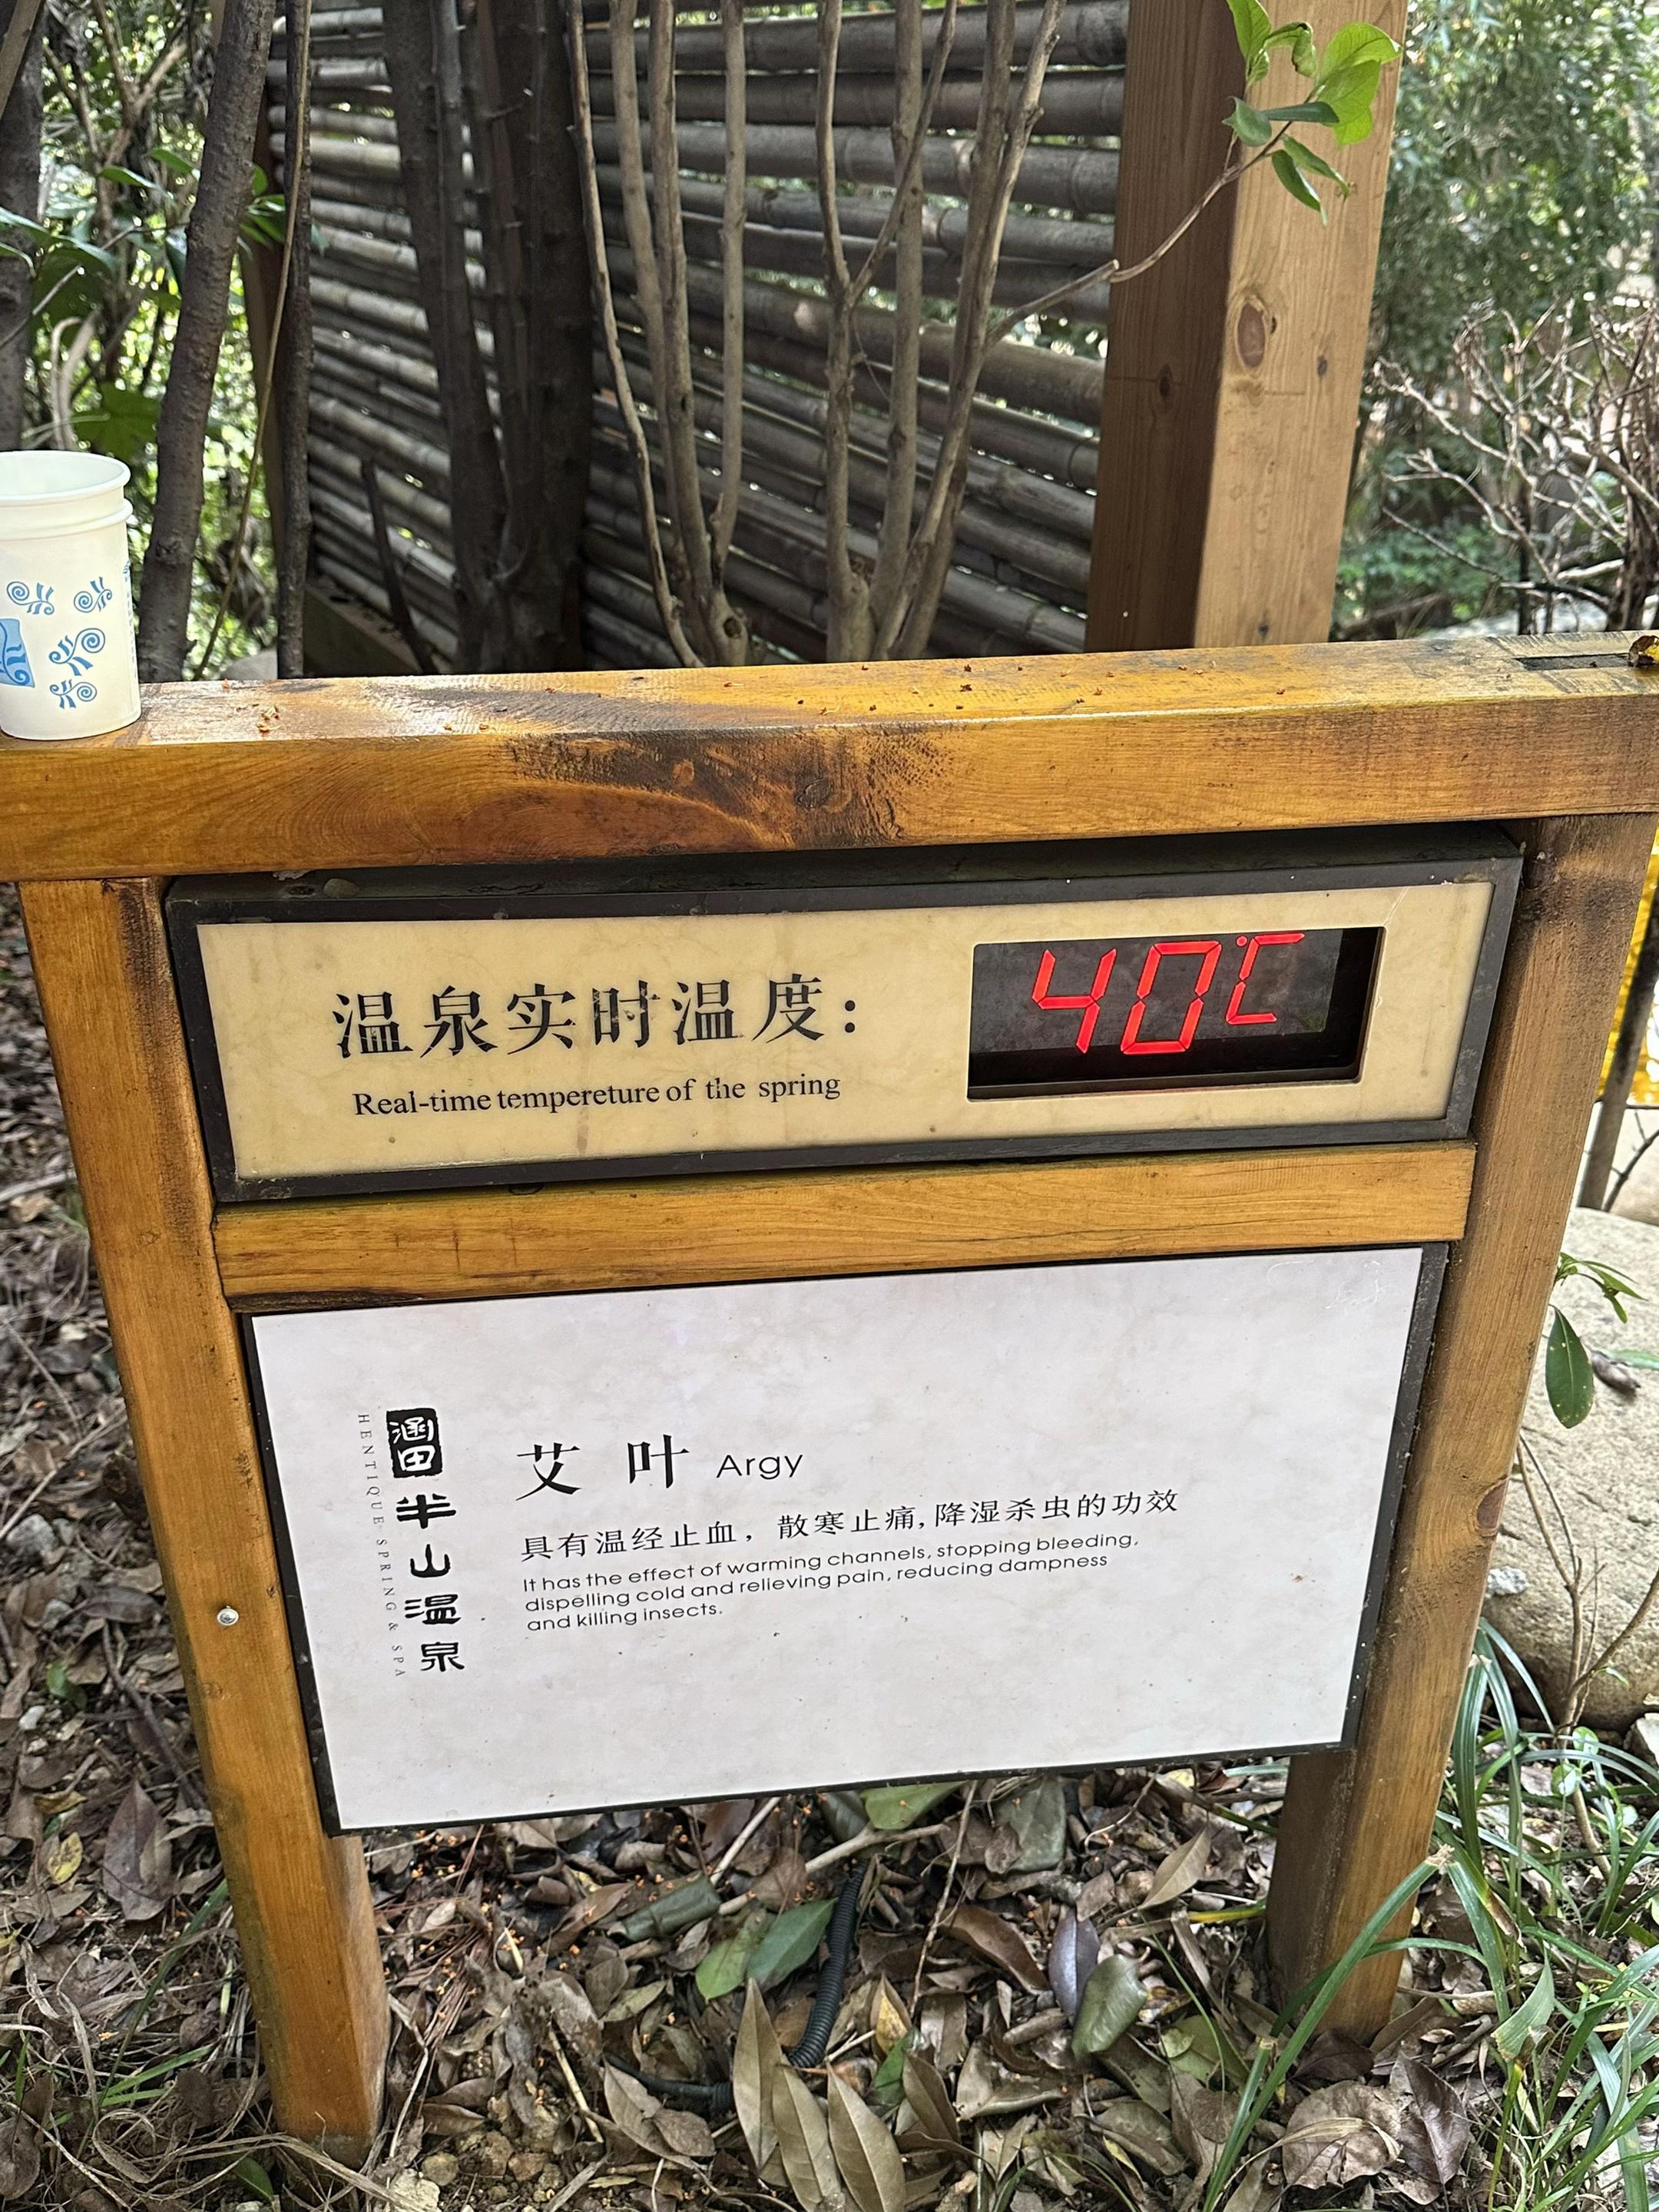 温泉实时温度：
Real-time tempereture of the spring
40℃
涵田半山温泉
HENTIQUE SPRING & SPA
艾叶 Argy
具有温经止血，散寒止痛,降湿杀虫的功效
It has the effect of warming channels, stopping bleeding,
dispelling cold and relieving pain, reducing dampness
and killing insects.